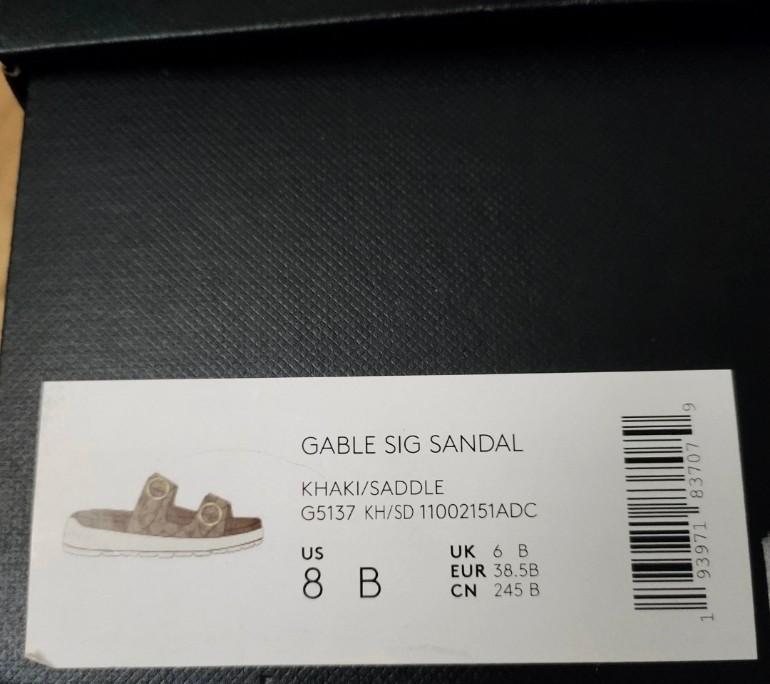 GABLE SIG SANDAL
KHAKI/SADDLE
G5137 KH/SD 11002151ADC
US
8 B
UK 6 B
EUR 38.5B
CN 245 B
1 93971 83707 9